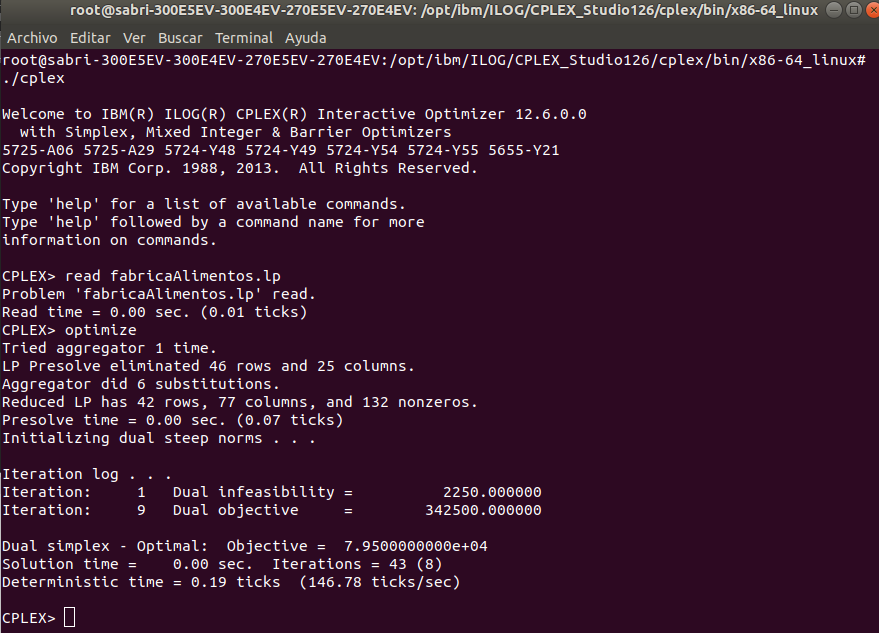 root@sabri-300E5EV-300E4EV-270E5EV-270E4EV: /opt/ibm/ILOG/CPLEX_Studio126/cplex/bin/x86-64_linux
Archivo Editar Ver Buscar Terminal Ayuda
root@sabri-300E5EV-300E4EV-270E5EV-270E4EV:/opt/ibm/ILOG/CPLEX_Studio126/cplex/bin/x86-64_linux#
./cplex

Welcome to IBM(R) ILOG(R) CPLEX(R) Interactive Optimizer 12.6.0.0
  with Simplex, Mixed Integer & Barrier Optimizers
5725-A06 5725-A29 5724-Y48 5724-Y49 5724-Y54 5724-Y55 5655-Y21
Copyright IBM Corp. 1988, 2013.  All Rights Reserved.

Type 'help' for a list of available commands.
Type 'help' followed by a command name for more
information on commands.

CPLEX> read fabricaAlimentos.lp
Problem 'fabricaAlimentos.lp' read.
Read time = 0.00 sec. (0.01 ticks)
CPLEX> optimize
Tried aggregator 1 time.
LP Presolve eliminated 46 rows and 25 columns.
Aggregator did 6 substitutions.
Reduced LP has 42 rows, 77 columns, and 132 nonzeros.
Presolve time = 0.00 sec. (0.07 ticks)
Initializing dual steep norms . . .

Iteration log . . .
Iteration:     1   Dual infeasibility =          2250.000000
Iteration:     9   Dual objective     =        342500.000000

Dual simplex - Optimal:  Objective =  7.9500000000e+04
Solution time =    0.00 sec.  Iterations = 43 (8)
Deterministic time = 0.19 ticks  (146.78 ticks/sec)

CPLEX>